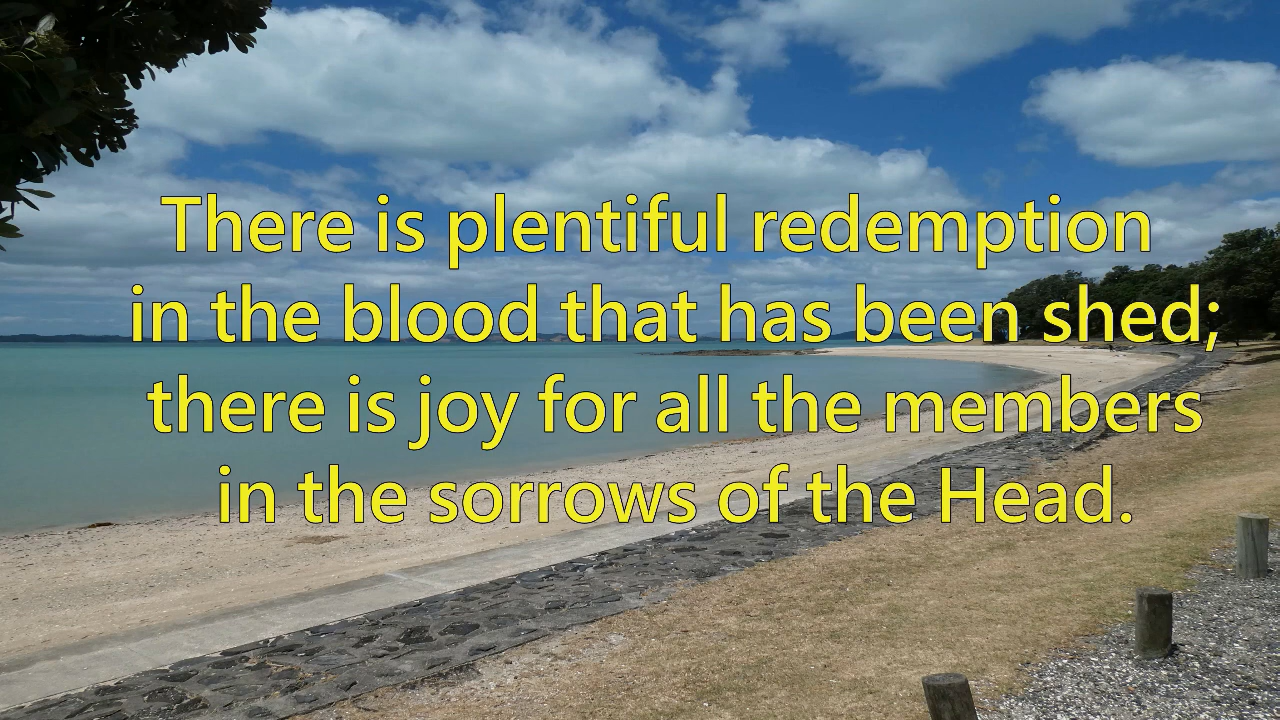 There is plentiful redemption
in the blood that has been shed;
there is joy for all the members
in the sorrows of the Head.